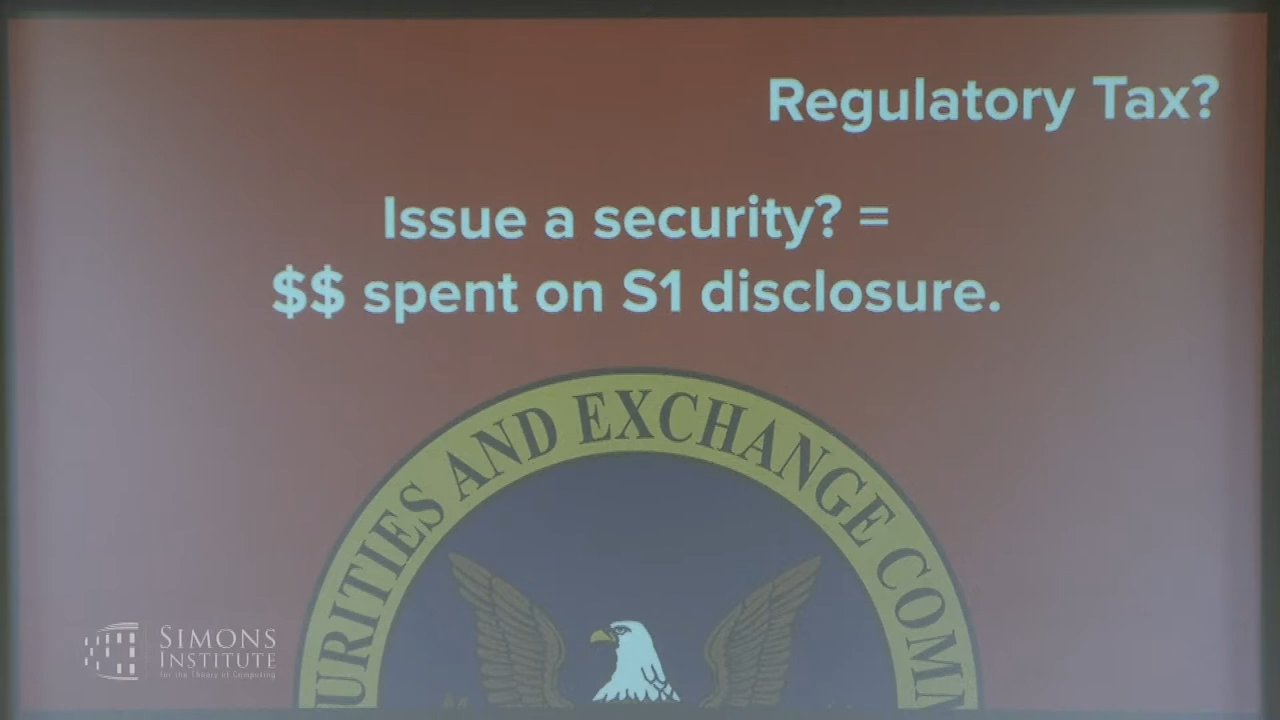 Regulatory Tax?
Issue a security? =
$$ spent on S1 disclosure.
URITIES AND EXCHANGE COMM
SIMONS
INSTITUTE
for the Theory of Computing